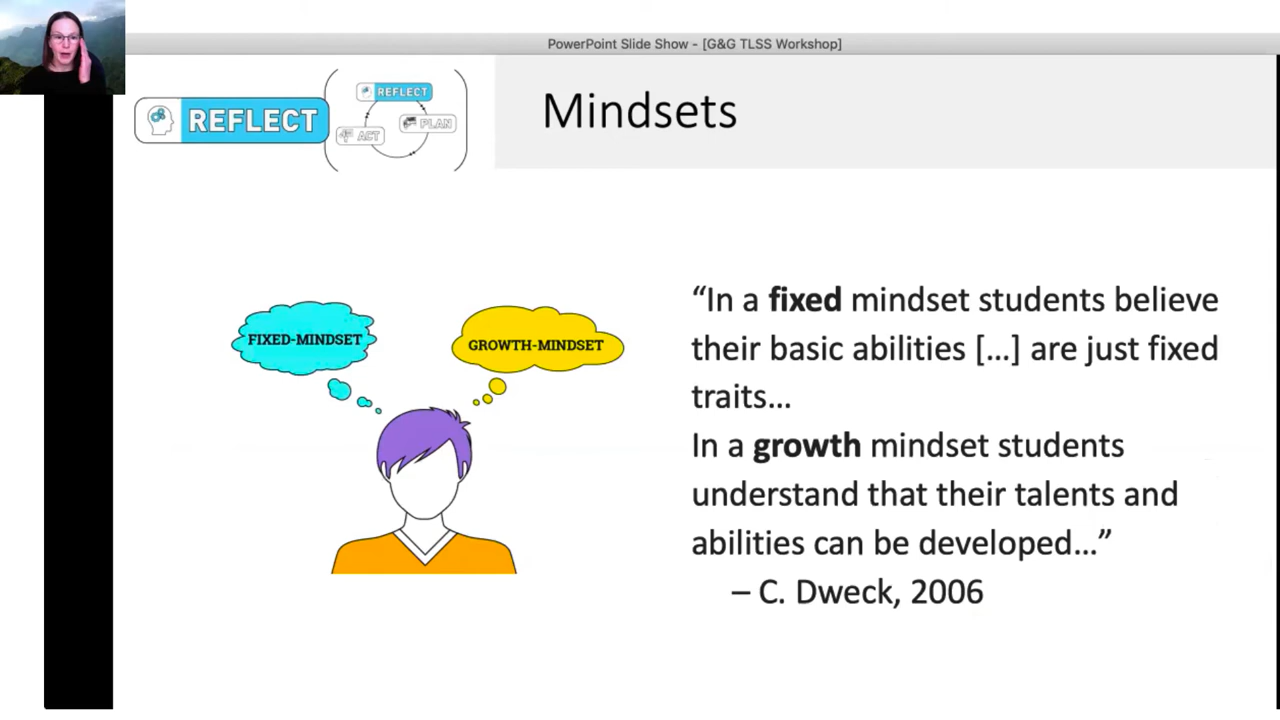 PowerPoint Slide Show - [G&G TLSS Workshop]
REFLECT
REFLECT
PLAN
ACT
Mindsets
FIXED-MINDSET
GROWTH-MINDSET
“In a fixed mindset students believe
their basic abilities […] are just fixed
traits…
In a growth mindset students
understand that their talents and
abilities can be developed…”
– C. Dweck, 2006